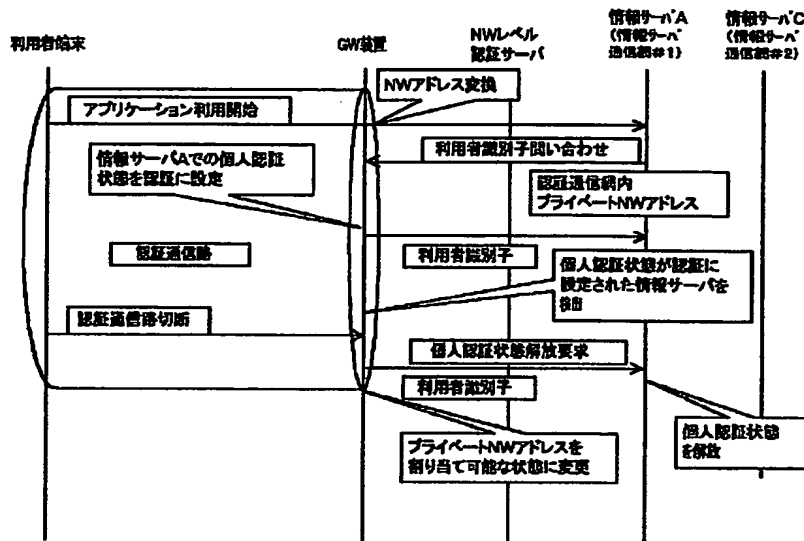 利用者端末
GW装置
NWレベル
認証サーバ
情報サーバA
(情報サーバ
通信網#1)
情報サーバC
(情報サーバ
通信網#2)
NWアドレス変換
アプリケーション利用開始
利用者識別子問い合わせ
情報サーバAでの個人認証
状態を認証に設定
認証通信網内
プライベートNWアドレス
認証通信路
利用者識別子
個人認証状態が認証に
設定された情報サーバを
検出
認証通信路切断
個人認証状態解放要求
利用者識別子
個人認証状態
を解放
プライベートNWアドレスを
割り当て可能な状態に変更